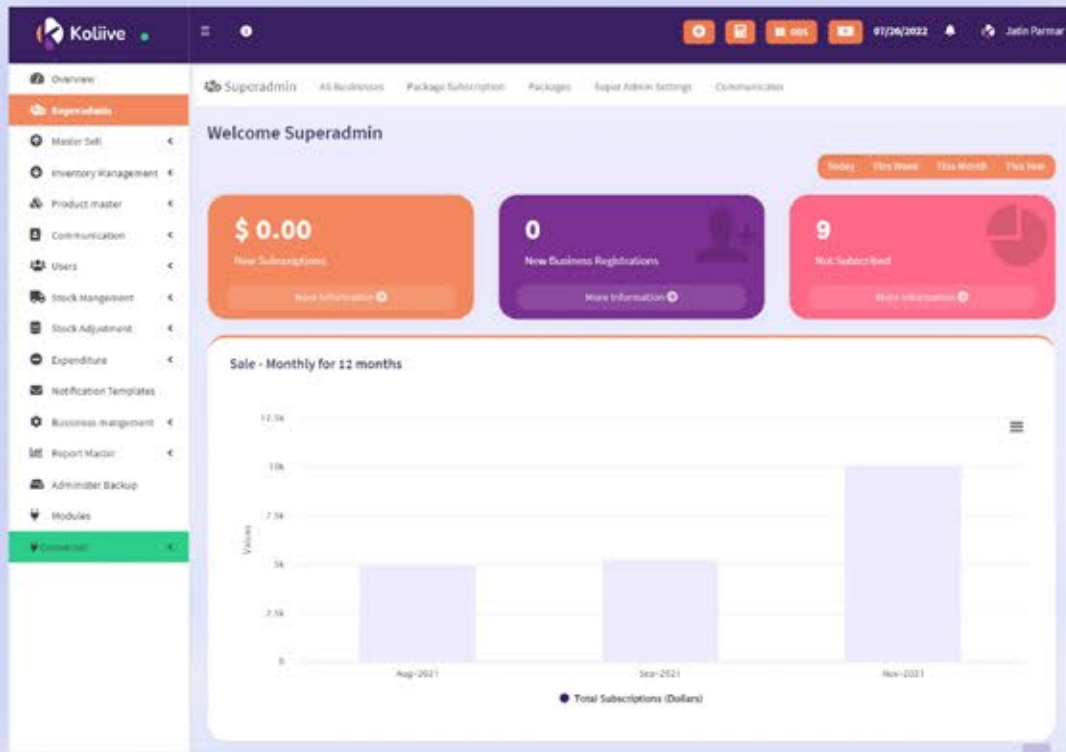 Koliive
POS
07/26/2022
Jatin Parmar
Overview
Superadmin
Master Sell
Inventory Management
Product master
Communication
Users
Stock Mangement
Stock Adjustment
Expenditure
Notification Templates
Bussiness mangement
Report Master
Administer Backup
Modules
Connector
Superadmin All Businesses Package Subscription Packages Super Admin Settings Communicator
Welcome Superadmin
Today This Week This Month This Year
$ 0.00
New Subscriptions
More Information
0
New Business Registrations
More Information
9
Not Subscribed
More Information
Sale - Monthly for 12 months
12.5k
10k
7.5k
5k
2.5k
0
Values
Aug-2021 Sep-2021 Nov-2021
Total Subscriptions (Dollars)